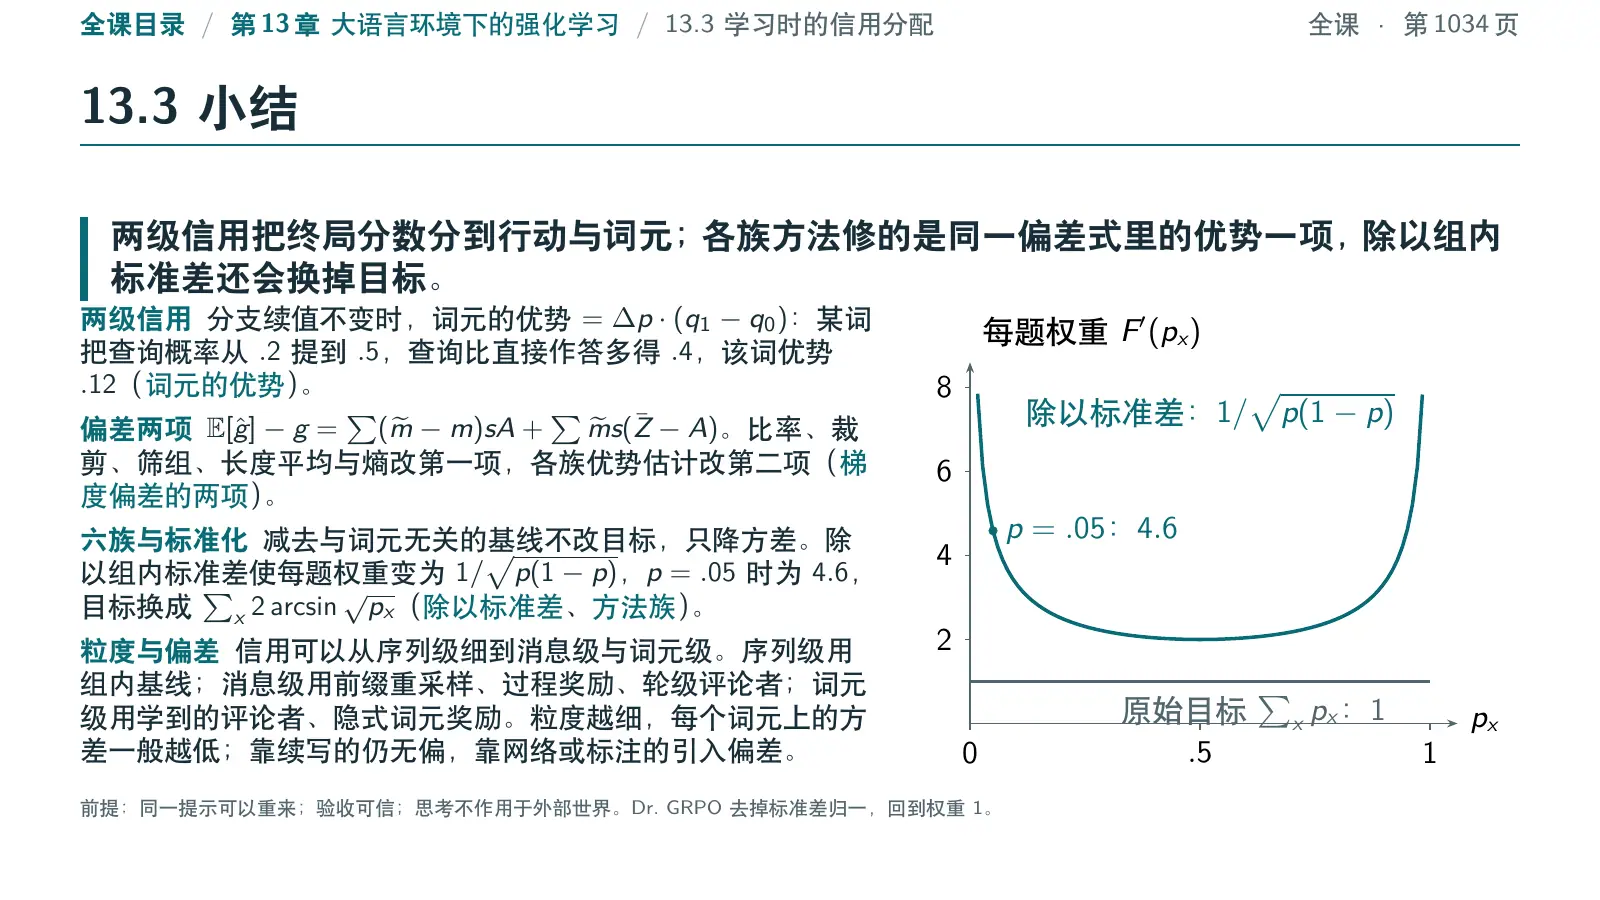 全课目录 / 第13章 大语言环境下的强化学习 / 13.3 学习时的信用分配
全课 · 第1034页
13.3 小结
两级信用把终局分数分到行动与词元；各族方法修的是同一偏差式里的优势一项，除以组内
标准差还会换掉目标。
两级信用 分支续值不变时，词元的优势 = Δp · (q₁ − q₀)：某词
把查询概率从 .2 提到 .5，查询比直接作答多得 .4，该词优势
.12（词元的优势）。
偏差两项 𝔼[ĝ] − g = ∑(m̃ − m)sA + ∑ m̃s(Z̄ − A)。比率、裁
剪、筛组、长度平均与熵改第一项，各族优势估计改第二项（梯
度偏差的两项）。
六族与标准化 减去与词元无关的基线不改目标，只降方差。除
以组内标准差使每题权重变为 1/√p(1 − p)，p = .05 时为 4.6，
目标换成 ∑ₓ 2 arcsin √pₓ（除以标准差、方法族）。
粒度与偏差 信用可以从序列级细到消息级与词元级。序列级用
组内基线；消息级用前缀重采样、过程奖励、轮级评论者；词元
级用学到的评论者、隐式词元奖励。粒度越细，每个词元上的方
差一般越低；靠续写的仍无偏，靠网络或标注的引入偏差。
每题权重 F′(pₓ)
8
除以标准差：1/√p(1 − p)
6
p = .05：4.6
4
2
原始目标 ∑ₓ pₓ：1
pₓ
0 .5 1
前提：同一提示可以重来；验收可信；思考不作用于外部世界。Dr. GRPO 去掉标准差归一，回到权重 1。